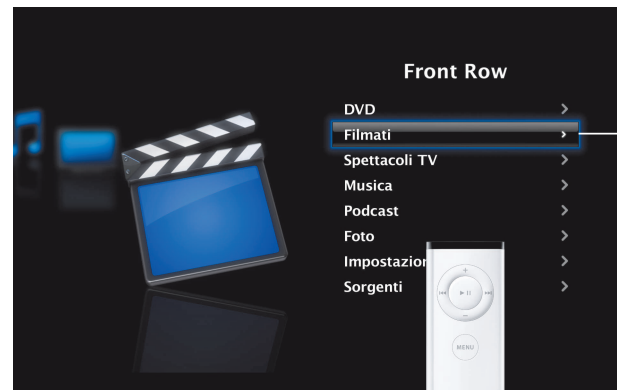 Front Row
DVD
Filmati
Spettacoli TV
Musica
Podcast
Foto
Impostazion
Sorgenti
MENU